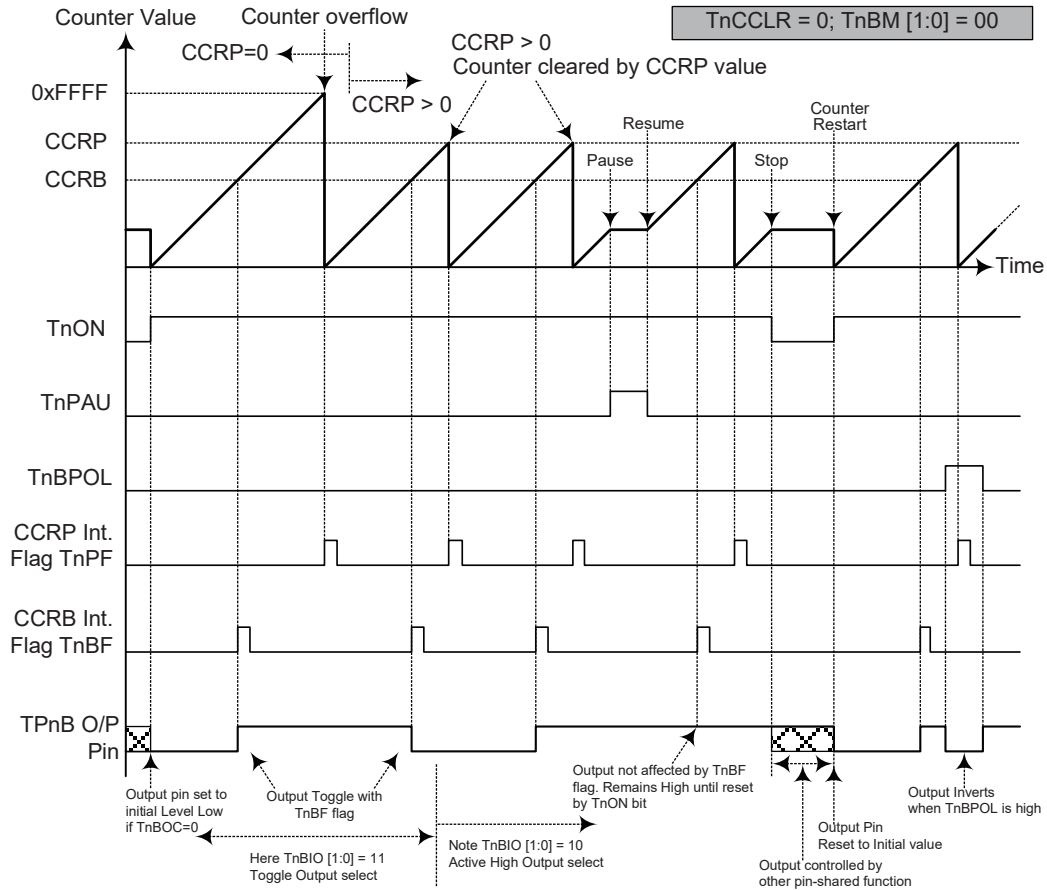 Counter Value
Counter overflow
TnCCLR = 0; TnBM [1:0] = 00
CCRP=0
CCRP > 0
CCRP > 0
Counter cleared by CCRP value
0xFFFF
CCRP
CCRB
Pause
Resume
Stop
Counter
Restart
Time
TnON
TnPAU
TnBPOL
CCRP Int.
Flag TnPF
CCRB Int.
Flag TnBF
TPnB O/P
Pin
Output pin set to
initial Level Low
if TnBOC=0
Output Toggle with
TnBF flag
Here TnBIO [1:0] = 11
Toggle Output select
Note TnBIO [1:0] = 10
Active High Output select
Output not affected by TnBF
flag. Remains High until reset
by TnON bit
Output controlled by
other pin-shared function
Output Pin
Reset to Initial value
Output Inverts
when TnBPOL is high